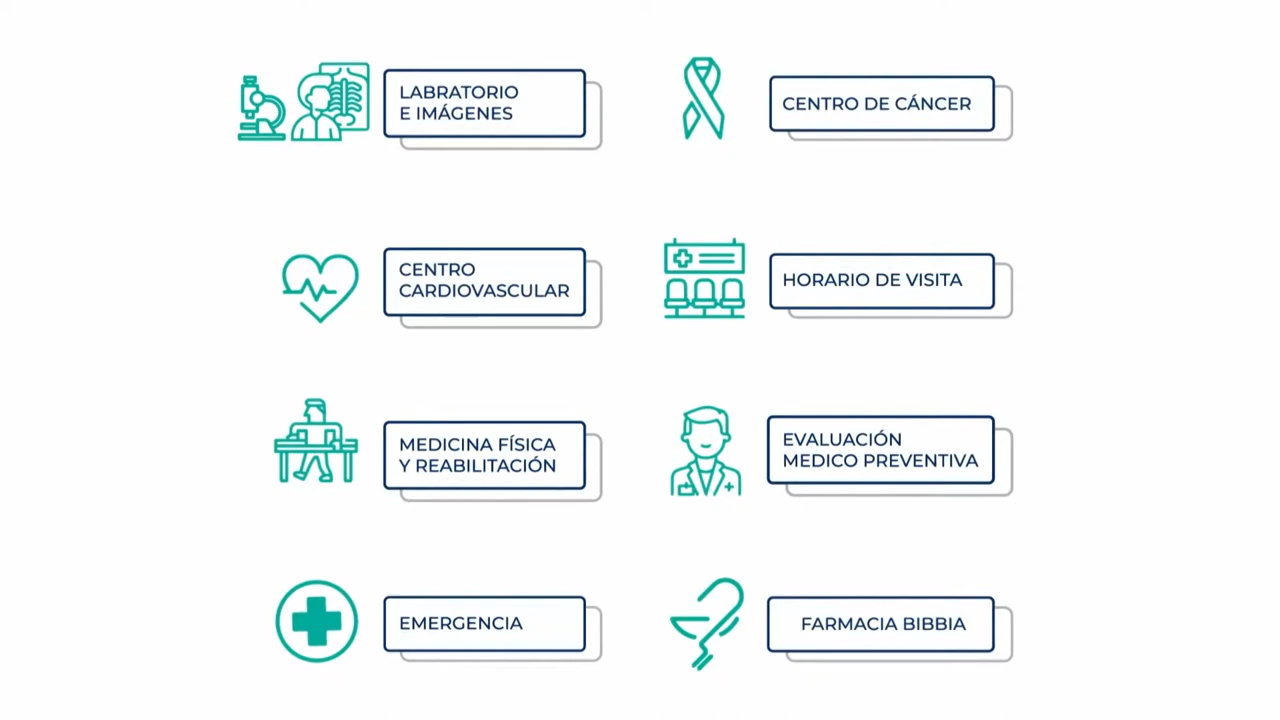 LABRATORIO
E IMÁGENES
CENTRO DE CÁNCER
CENTRO
CARDIOVASCULAR
HORARIO DE VISITA
MEDICINA FÍSICA
Y REABILITACIÓN
EVALUACIÓN
MEDICO PREVENTIVA
EMERGENCIA
FARMACIA BIBBIA